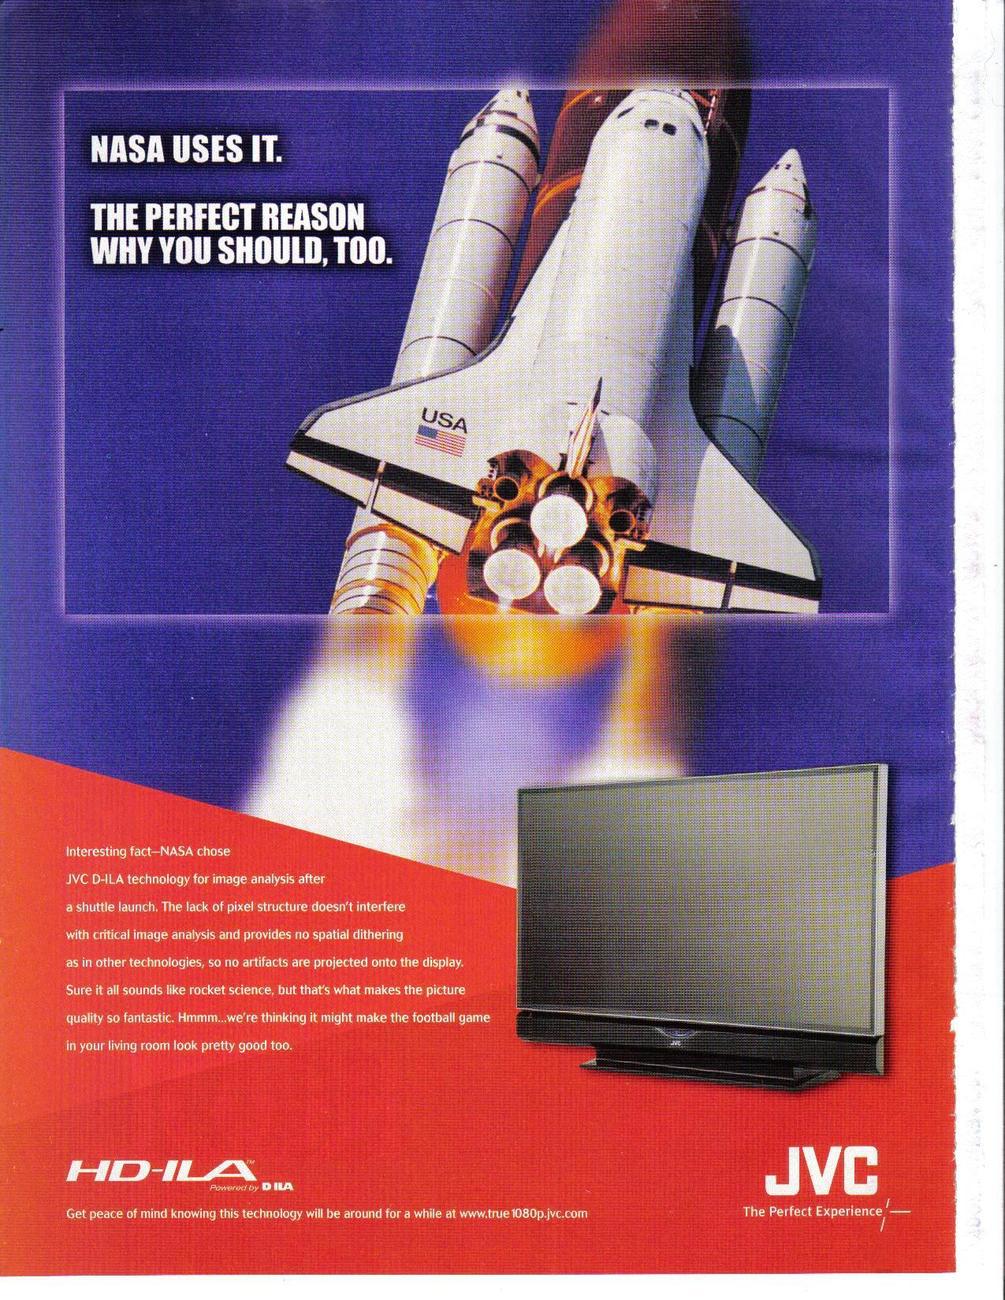 NASA USES IT.
THE PERFECT REASON
WHY YOU SHOULD, TOO.
USA
Interesting fact—NASA chose
JVC D-ILA technology for image analysis after
a shuttle launch. The lack of pixel structure doesn't interfere
with critical image analysis and provides no spatial dithering
as in other technologies, so no artifacts are projected onto the display.
Sure it all sounds like rocket science, but that's what makes the picture
quality so fantastic. Hmmm...we're thinking it might make the football game
in your living room look pretty good too.
JVC
HD-ILA™
Powered by D-ILA
Get peace of mind knowing this technology will be around for a while at www.true1080p.jvc.com
JVC
The Perfect Experience